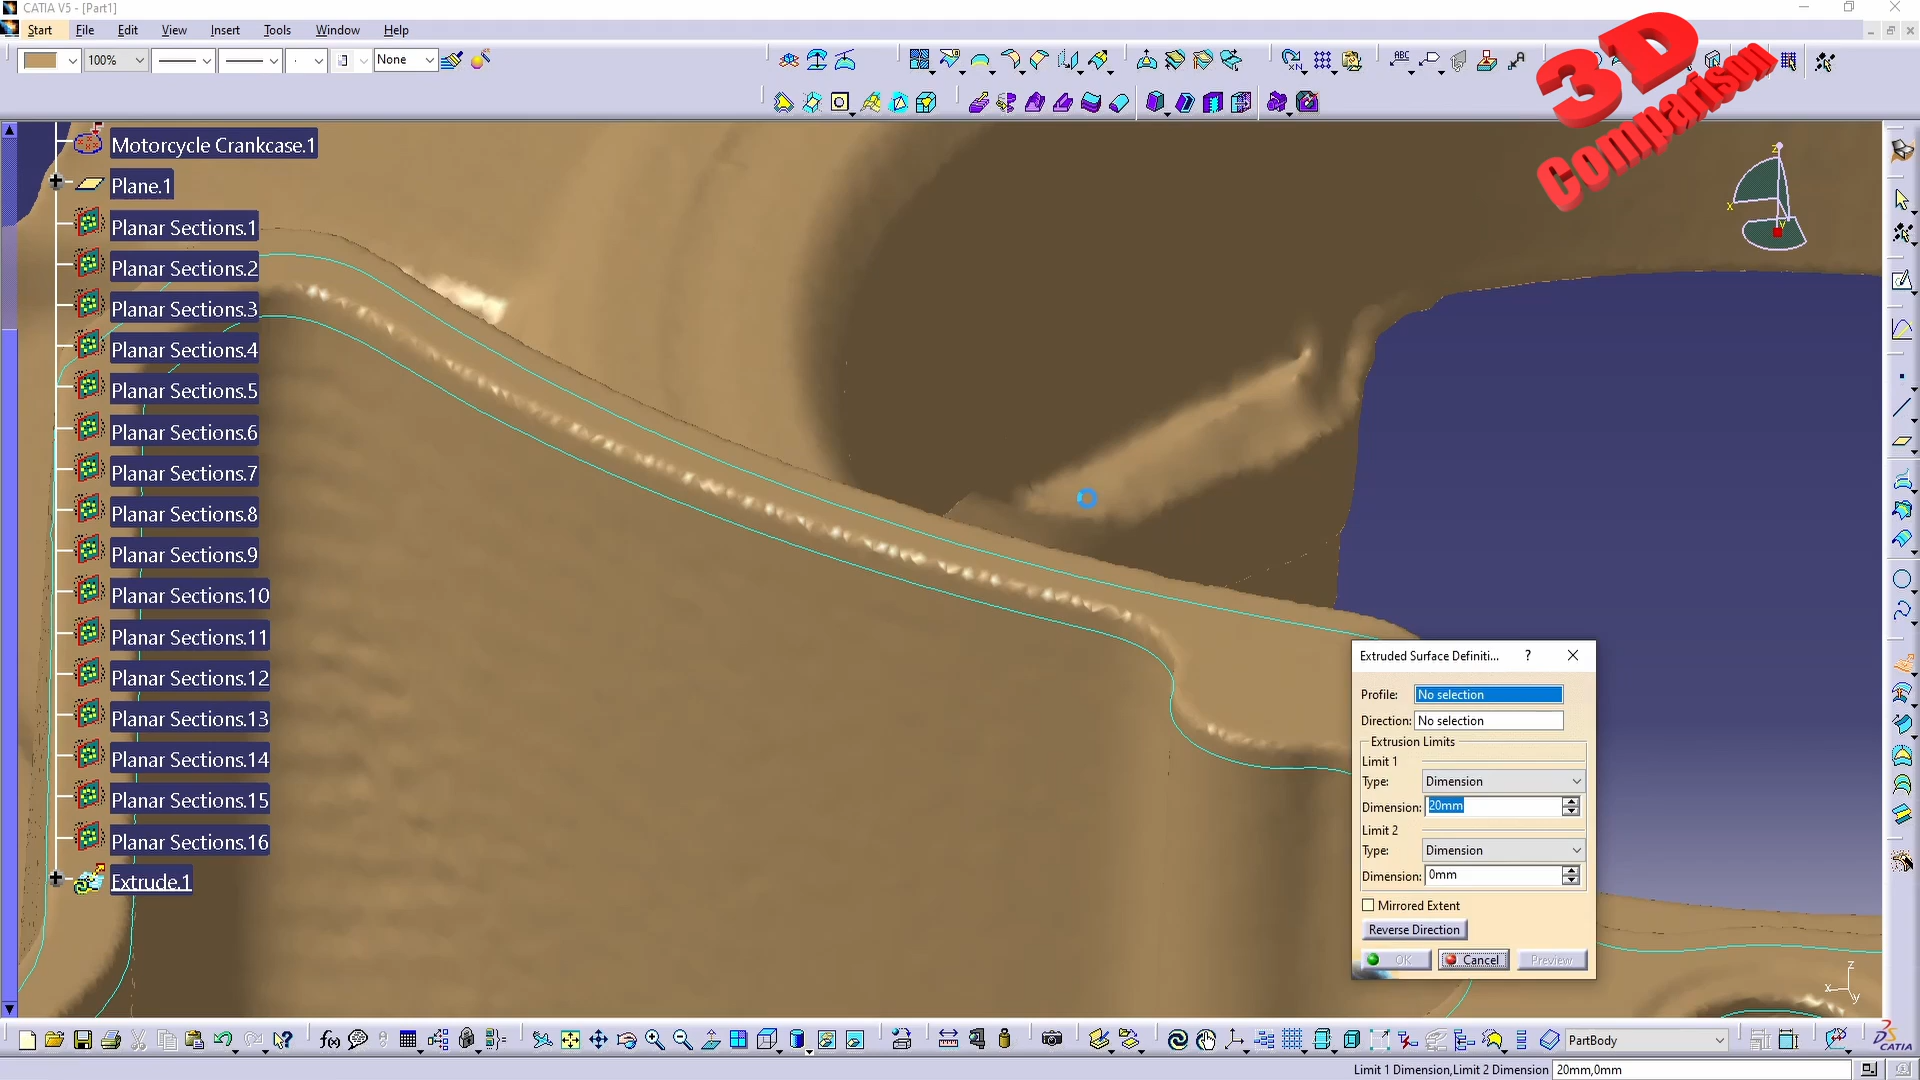 CATIA V5 - [Part1]
Start File Edit View Insert Tools Window Help
100% None
ABC
3D
Comparison
Motorcycle Crankcase.1
Plane.1
Planar Sections.1
Planar Sections.2
Planar Sections.3
Planar Sections.4
Planar Sections.5
Planar Sections.6
Planar Sections.7
Planar Sections.8
Planar Sections.9
Planar Sections.10
Planar Sections.11
Planar Sections.12
Planar Sections.13
Planar Sections.14
Planar Sections.15
Planar Sections.16
Extrude.1
z
x
y
Extruded Surface Definiti... ?
Profile: No selection
Direction: No selection
Extrusion Limits
Limit 1
Type: Dimension
Dimension: 20mm
Limit 2
Type: Dimension
Dimension: 0mm
Mirrored Extent
Reverse Direction
OK Cancel Preview
z
x
y
f(x) PartBody
CATIA
Limit 1 Dimension,Limit 2 Dimension 20mm,0mm